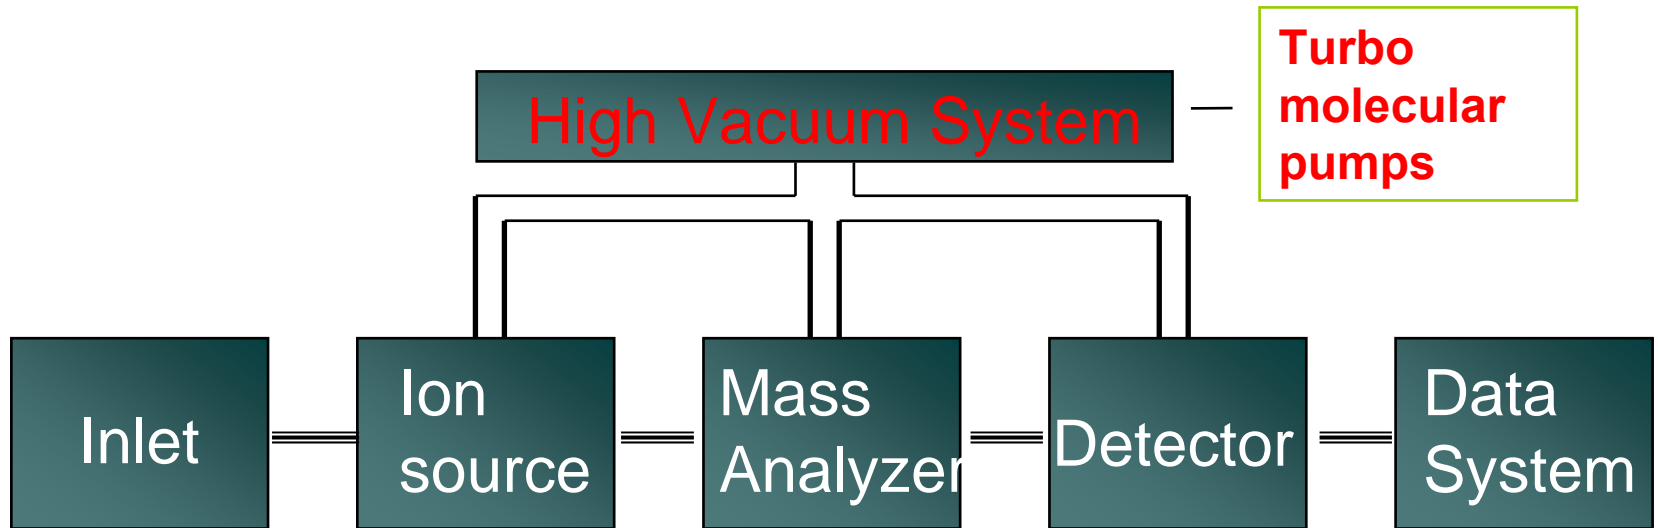 Turbo
molecular
pumps
High Vacuum System
Inlet
Ion
source
Mass
Analyzer
Detector
Data
System